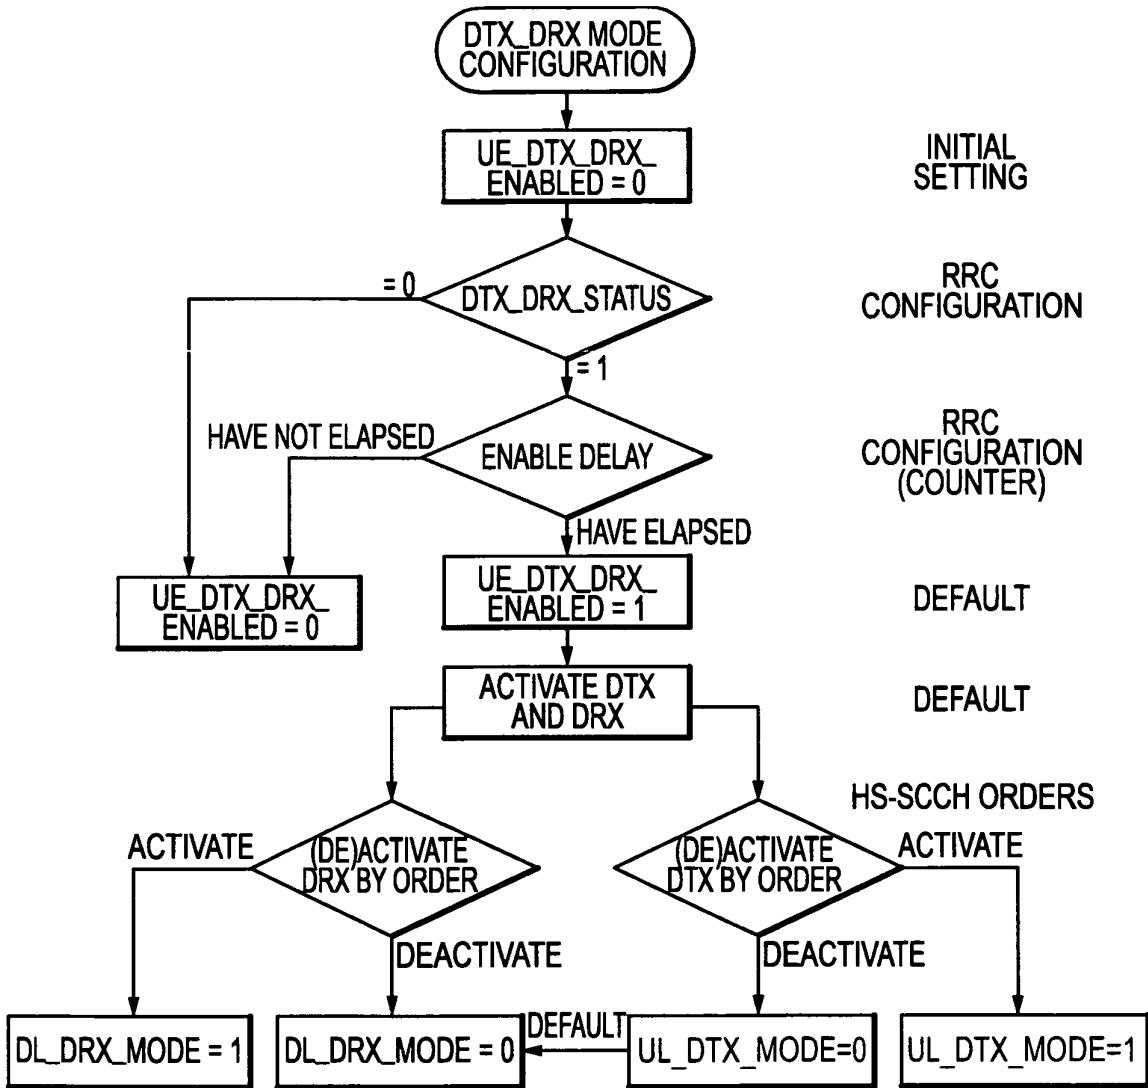 DTX_DRX MODE
CONFIGURATION
UE_DTX_DRX_
ENABLED = 0
INITIAL
SETTING
= 0
DTX_DRX_STATUS
RRC
CONFIGURATION
= 1
HAVE NOT ELAPSED
ENABLE DELAY
RRC
CONFIGURATION
(COUNTER)
HAVE ELAPSED
UE_DTX_DRX_
ENABLED = 0
UE_DTX_DRX_
ENABLED = 1
DEFAULT
ACTIVATE DTX
AND DRX
DEFAULT
HS-SCCH ORDERS
ACTIVATE
(DE)ACTIVATE
DRX BY ORDER
(DE)ACTIVATE
DTX BY ORDER
ACTIVATE
DEACTIVATE
DEACTIVATE
DL_DRX_MODE = 1
DL_DRX_MODE = 0
DEFAULT
UL_DTX_MODE=0
UL_DTX_MODE=1